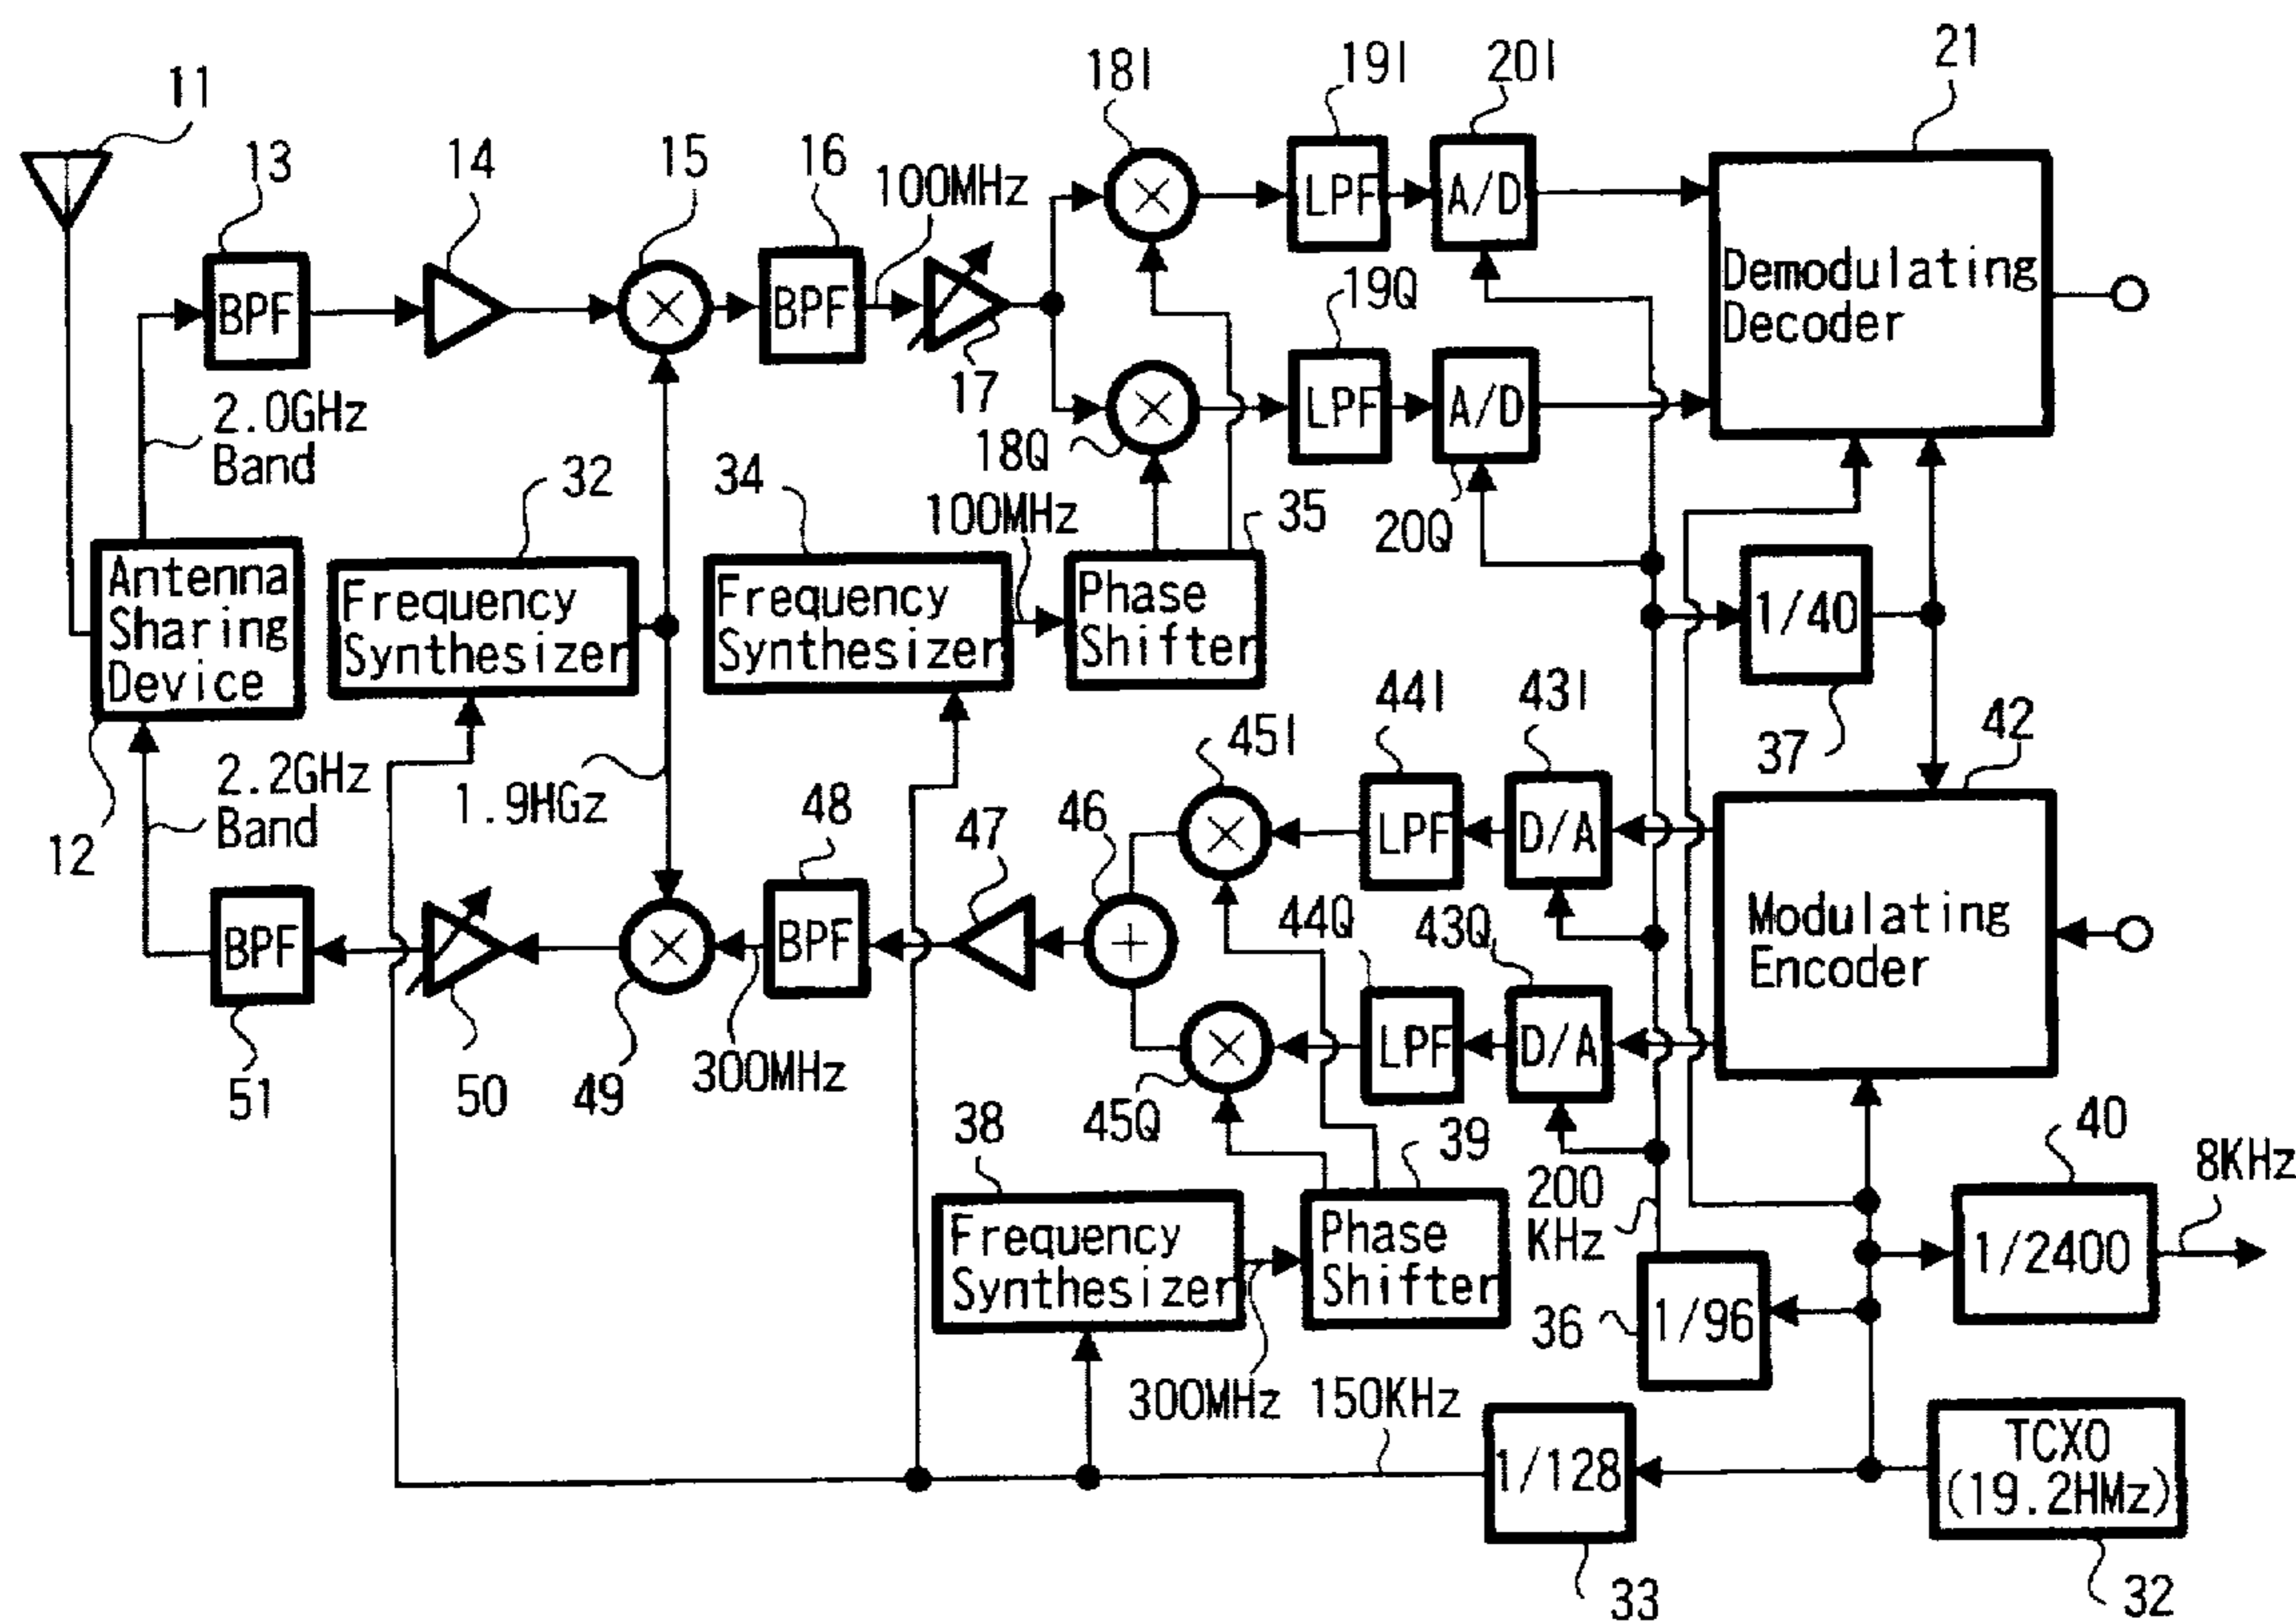 11
13
14
15
16
100MHz
18I
19I
20I
21
BPF
BPF
17
LPF
A/D
Demodulating
Decoder
18Q
19Q
LPF
A/D
20Q
2.0GHz
Band
32
34
100MHz
35
Antenna
Sharing
Device
12
Frequency
Synthesizer
Frequency
Synthesizer
Phase
Shifter
1/40
37
2.2GHz
Band
1.9HGz
48
47
46
45I
44I
43I
42
LPF
D/A
BPF
51
50
49
BPF
300MHz
45Q
44Q
43Q
LPF
D/A
Modulating
Encoder
38
39
Frequency
Synthesizer
300MHz
Phase
Shifter
200
KHz
40
8KHz
1/2400
36
1/96
150KHz
1/128
33
TCXO
(19.2HMz)
32